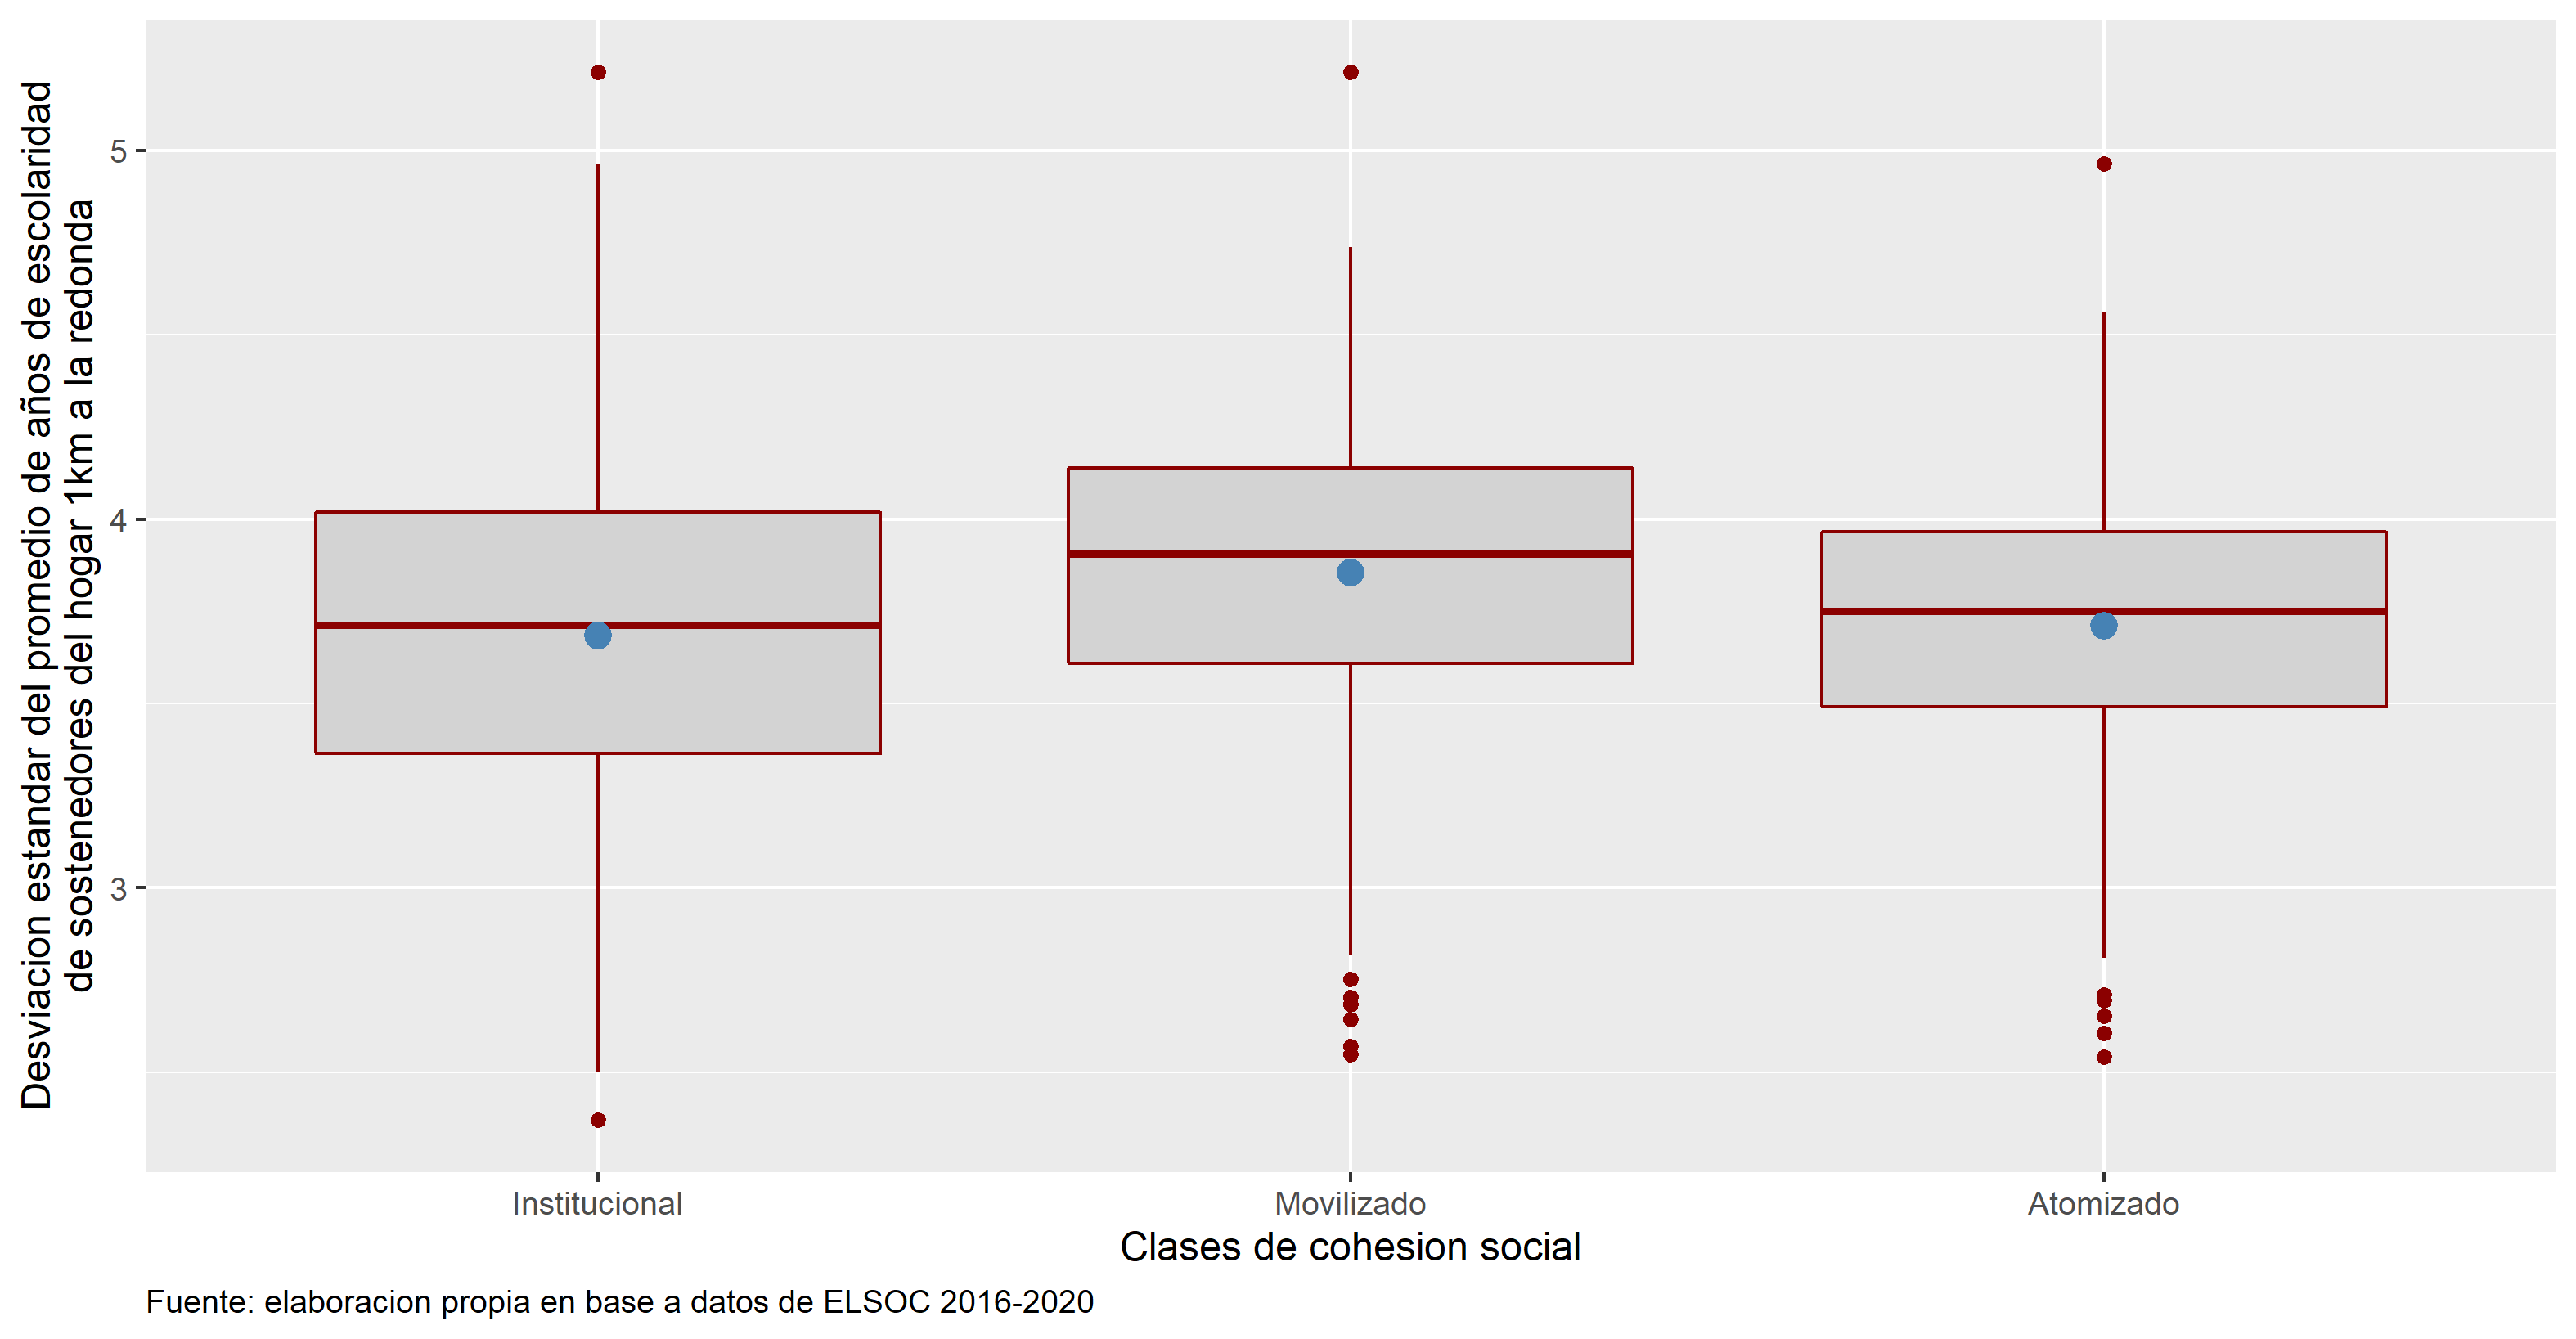 Desviacion estandar del promedio de años de escolaridad
de sostenedores del hogar 1km a la redonda
5
4
3
Institucional
Movilizado
Atomizado
Clases de cohesion social
Fuente: elaboracion propia en base a datos de ELSOC 2016-2020